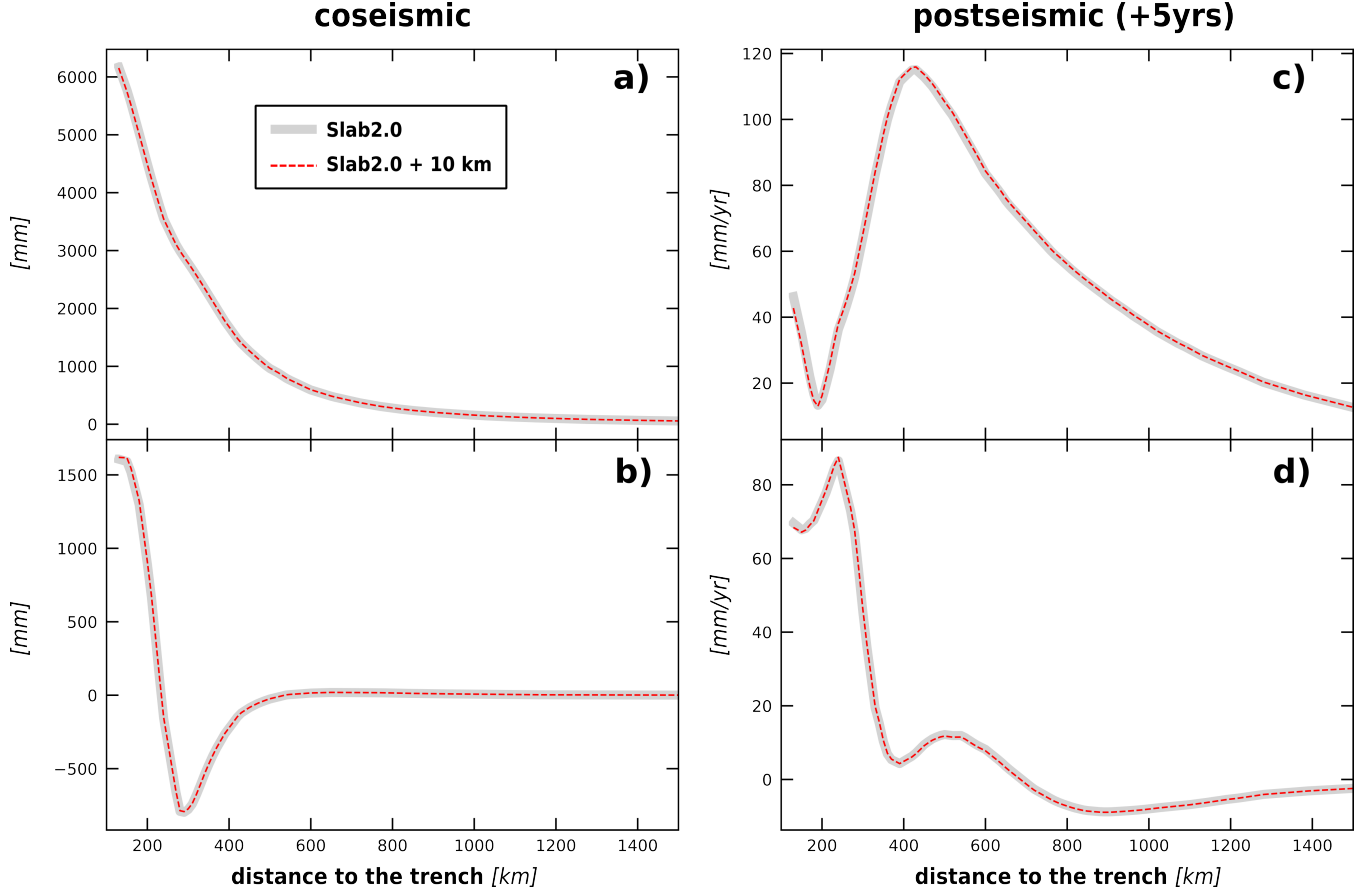 coseismic
postseismic (+5yrs)
a)
6000
5000
4000
3000
2000
1000
0
[mm]
Slab2.0
Slab2.0 + 10 km
c)
120
100
80
60
40
20
[mm/yr]
b)
1500
1000
500
0
−500
[mm]
200 400 600 800 1000 1200 1400
distance to the trench [km]
d)
80
60
40
20
0
[mm/yr]
200 400 600 800 1000 1200 1400
distance to the trench [km]